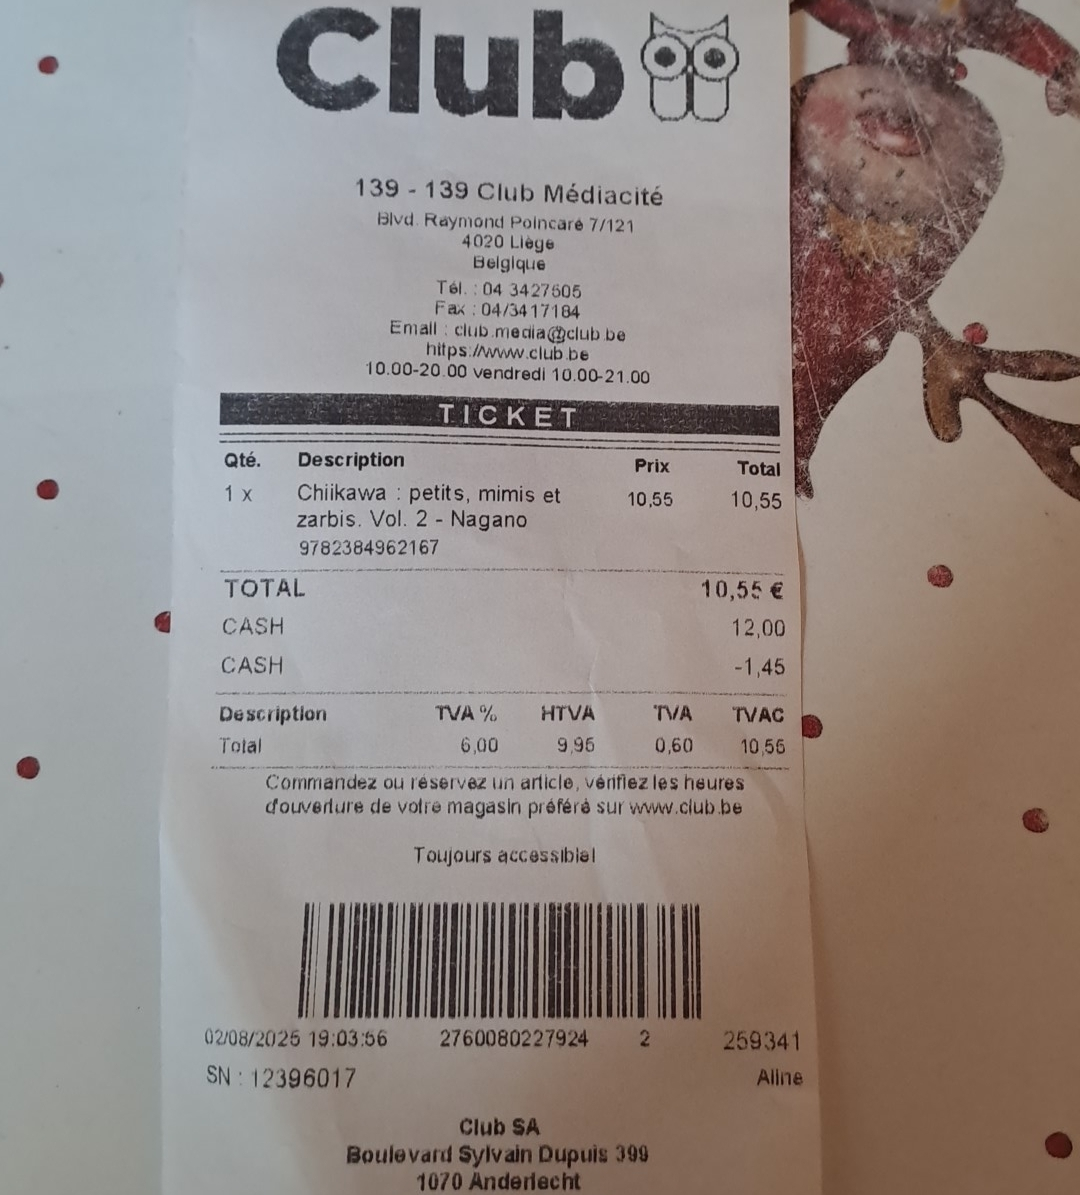 Club
139 - 139 Club Médiacité
Blvd. Raymond Poincaré 7/121
4020 Liège
Belgique
Tél. : 04 3427605
Fax : 04/3417184
Email : club.media@club.be
https://www.club.be
10.00-20.00 vendredi 10.00-21.00
TICKET
Qté. Description Prix Total
1 x Chiikawa : petits, mimis et 10,55 10,55
zarbis. Vol. 2 - Nagano
9782384962167
TOTAL 10,55 €
CASH 12,00
CASH -1,45
Description TVA % HTVA TVA TVAC
Total 6,00 9,95 0,60 10,55
Commandez ou réservez un article, vérifiez les heures
d'ouverture de votre magasin préféré sur www.club.be
Toujours accessible!
02/08/2025 19:03:56 2760080227924 2 259341
SN : 12396017 Aline
Club SA
Boulevard Sylvain Dupuis 399
1070 Anderlecht